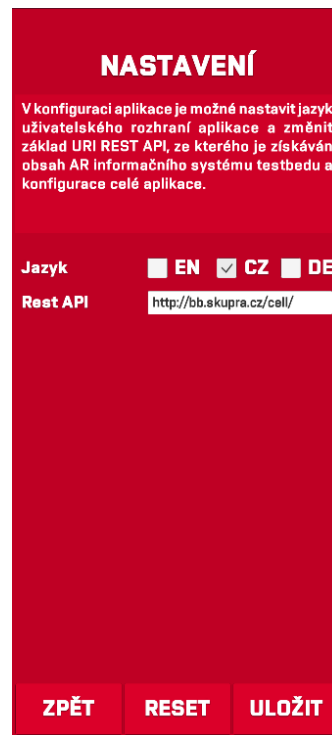 NASTAVENÍ
V konfiguraci aplikace je možné nastavit jazyk
uživatelského rozhraní aplikace a změnit
základ URI REST API, ze kterého je získáván
obsah AR informačního systému testbedu a
konfigurace celé aplikace.
Jazyk EN CZ DE
Rest API http://bb.skupra.cz/cell/
ZPĚT RESET ULOŽIT